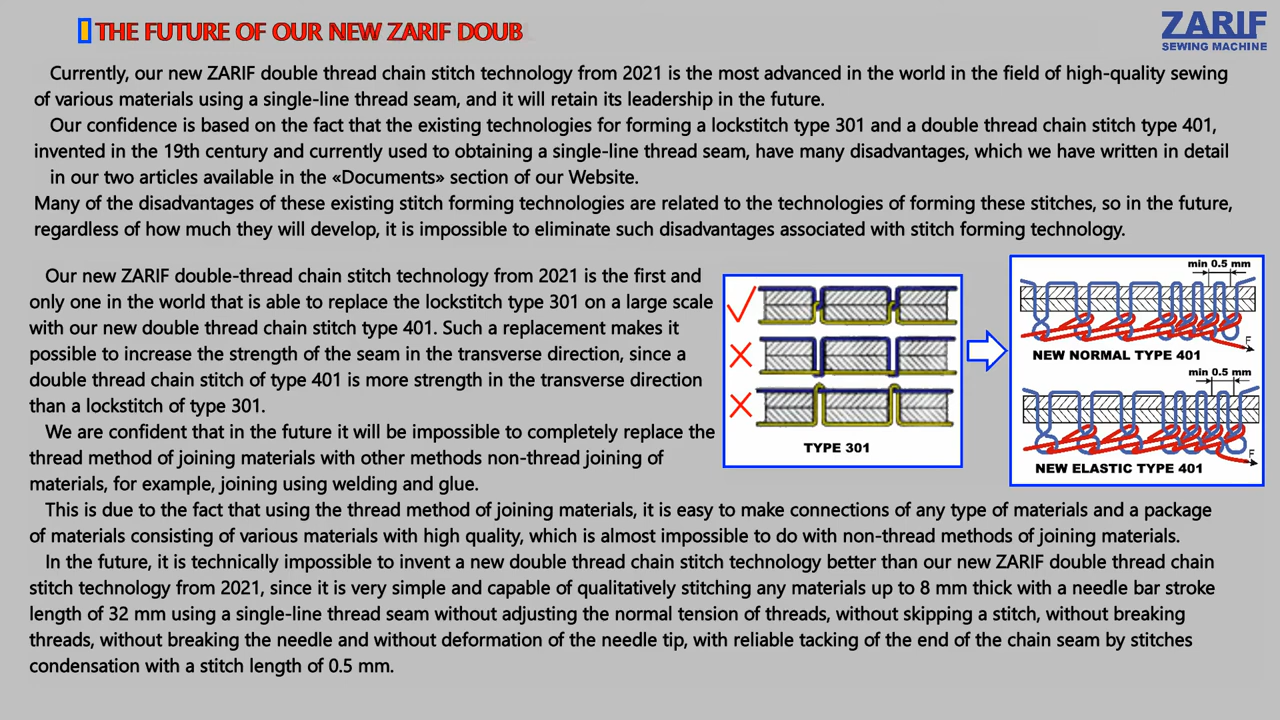 THE FUTURE OF OUR NEW ZARIF DOUB
ZARIF
SEWING MACHINE
Currently, our new ZARIF double thread chain stitch technology from 2021 is the most advanced in the world in the field of high-quality sewing
of various materials using a single-line thread seam, and it will retain its leadership in the future.
Our confidence is based on the fact that the existing technologies for forming a lockstitch type 301 and a double thread chain stitch type 401,
invented in the 19th century and currently used to obtaining a single-line thread seam, have many disadvantages, which we have written in detail
in our two articles available in the «Documents» section of our Website.
Many of the disadvantages of these existing stitch forming technologies are related to the technologies of forming these stitches, so in the future,
regardless of how much they will develop, it is impossible to eliminate such disadvantages associated with stitch forming technology.
Our new ZARIF double-thread chain stitch technology from 2021 is the first and
only one in the world that is able to replace the lockstitch type 301 on a large scale
with our new double thread chain stitch type 401. Such a replacement makes it
possible to increase the strength of the seam in the transverse direction, since a
double thread chain stitch of type 401 is more strength in the transverse direction
than a lockstitch of type 301.
We are confident that in the future it will be impossible to completely replace the
thread method of joining materials with other methods non-thread joining of
materials, for example, joining using welding and glue.
TYPE 301
min 0.5 mm
F
NEW NORMAL TYPE 401
min 0.5 mm
F
NEW ELASTIC TYPE 401
This is due to the fact that using the thread method of joining materials, it is easy to make connections of any type of materials and a package
of materials consisting of various materials with high quality, which is almost impossible to do with non-thread methods of joining materials.
In the future, it is technically impossible to invent a new double thread chain stitch technology better than our new ZARIF double thread chain
stitch technology from 2021, since it is very simple and capable of qualitatively stitching any materials up to 8 mm thick with a needle bar stroke
length of 32 mm using a single-line thread seam without adjusting the normal tension of threads, without skipping a stitch, without breaking
threads, without breaking the needle and without deformation of the needle tip, with reliable tacking of the end of the chain seam by stitches
condensation with a stitch length of 0.5 mm.